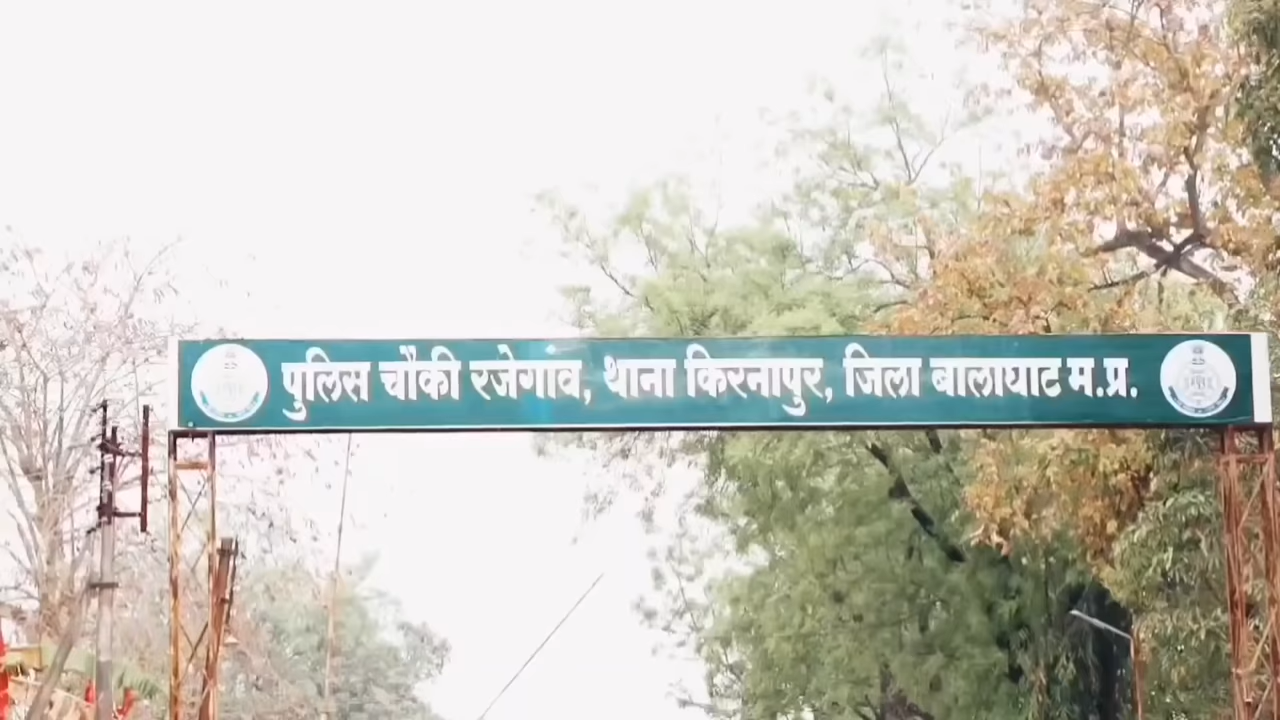 पुलिस चौकी रजेगांव, थाना किरनापुर, जिला बालाघाट म.प्र.